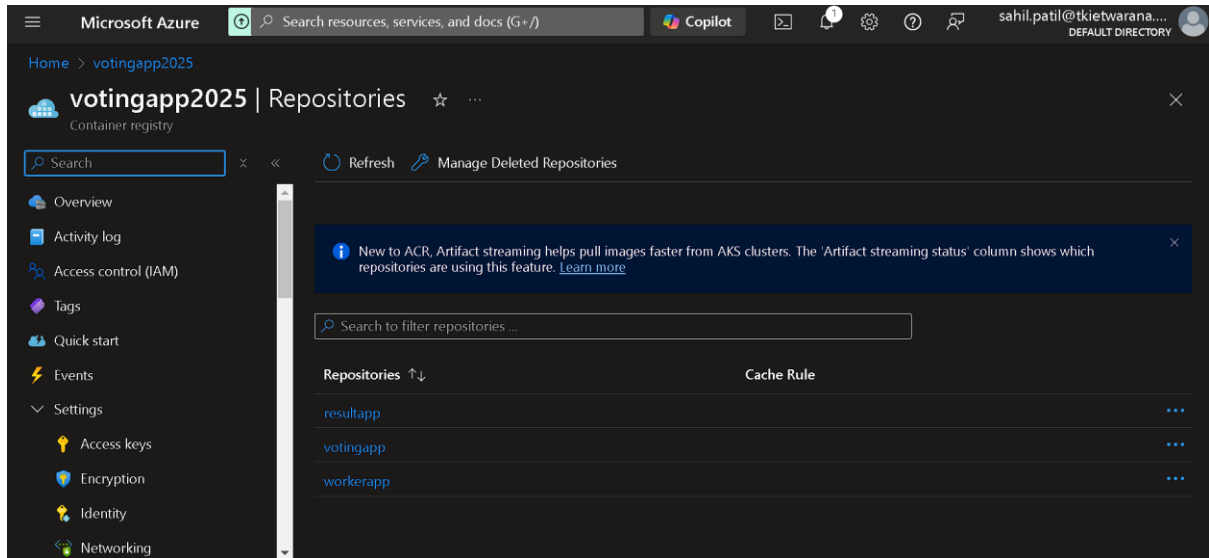 Microsoft Azure
Search resources, services, and docs (G+/)
Copilot
1
sahil.patil@tkietwarana....
DEFAULT DIRECTORY
Home > votingapp2025
votingapp2025 | Repositories
Container registry
Search
Refresh
Manage Deleted Repositories
Overview
Activity log
Access control (IAM)
Tags
Quick start
Events
Settings
Access keys
Encryption
Identity
Networking
New to ACR, Artifact streaming helps pull images faster from AKS clusters. The 'Artifact streaming status' column shows which
repositories are using this feature. Learn more
Search to filter repositories ...
Repositories ↑↓
Cache Rule
resultapp
votingapp
workerapp